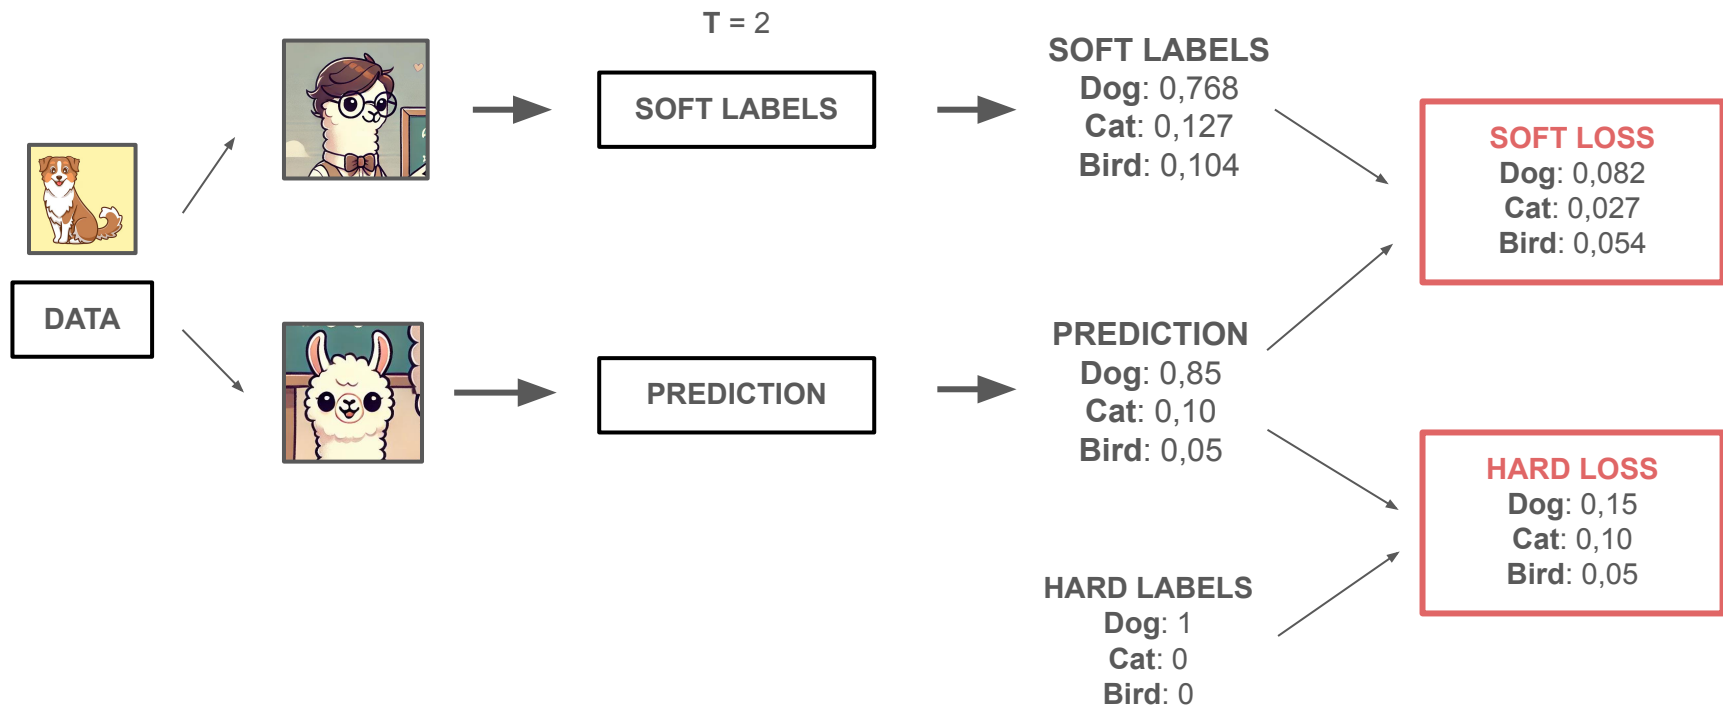 T = 2
SOFT LABELS
SOFT LABELS
Dog: 0,768
Cat: 0,127
Bird: 0,104
SOFT LOSS
Dog: 0,082
Cat: 0,027
Bird: 0,054
DATA
PREDICTION
PREDICTION
Dog: 0,85
Cat: 0,10
Bird: 0,05
HARD LOSS
Dog: 0,15
Cat: 0,10
Bird: 0,05
HARD LABELS
Dog: 1
Cat: 0
Bird: 0